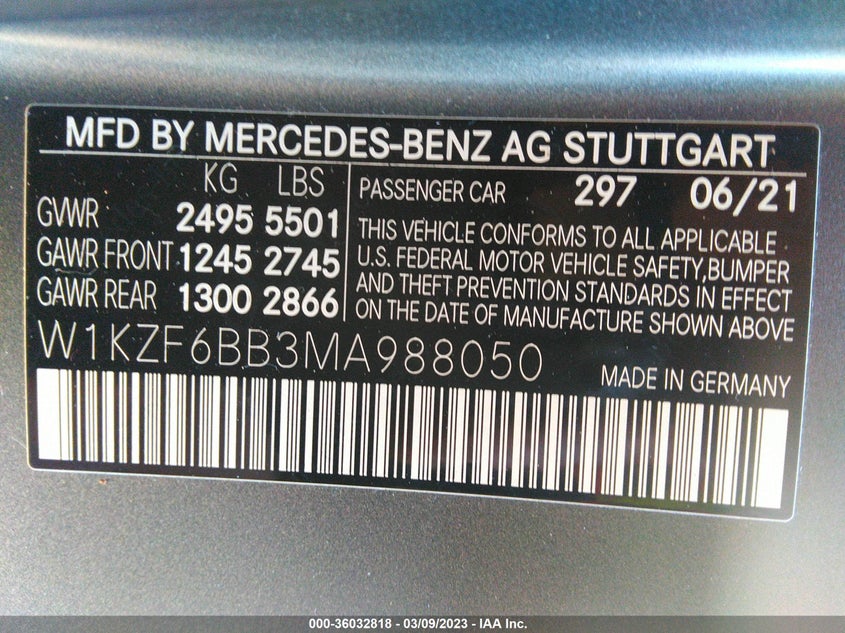 MFD BY MERCEDES-BENZ AG STUTTGART
KG LBS
GVWR 2495 5501
GAWR FRONT 1245 2745
GAWR REAR 1300 2866
PASSENGER CAR 297 06/21
THIS VEHICLE CONFORMS TO ALL APPLICABLE
U.S. FEDERAL MOTOR VEHICLE SAFETY,BUMPER
AND THEFT PREVENTION STANDARDS IN EFFECT
ON THE DATE OF MANUFACTURE SHOWN ABOVE
W1KZF6BB3MA988050
MADE IN GERMANY
000-36032818 - 03/09/2023 - IAA Inc.